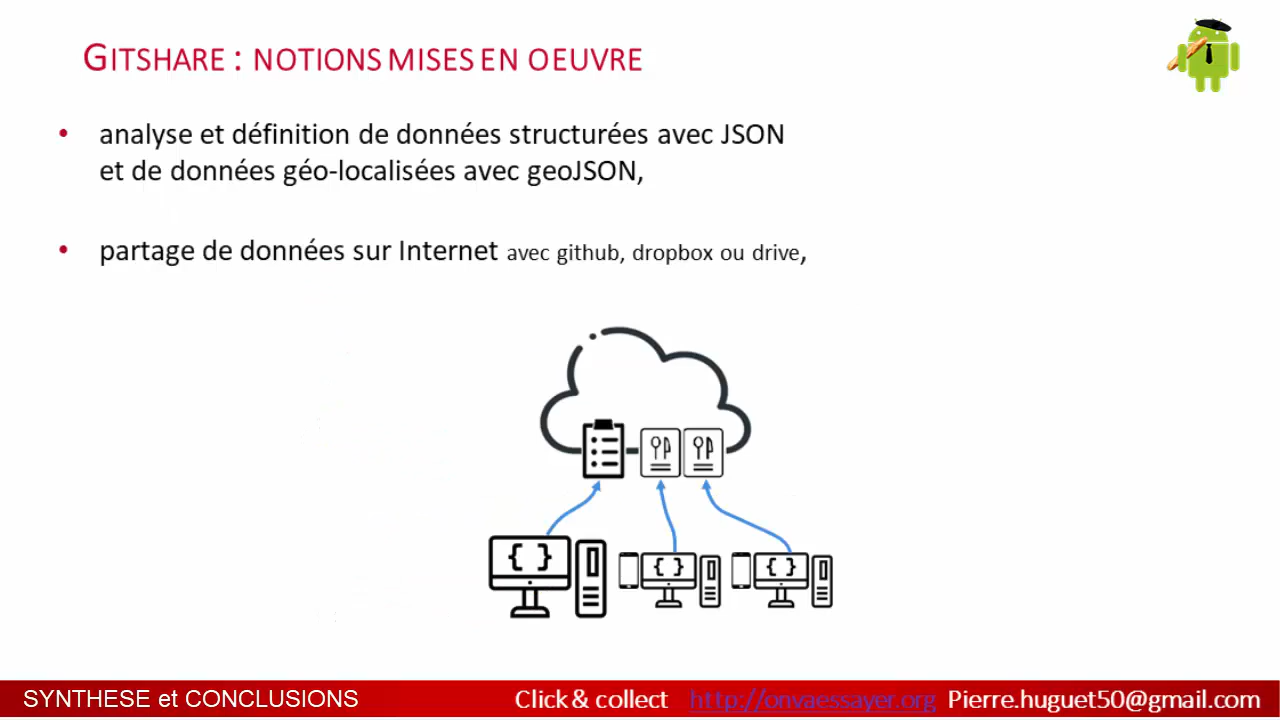 GITSHARE : NOTIONS MISES EN OEUVRE
• analyse et définition de données structurées avec JSON
et de données géo-localisées avec geoJSON,
• partage de données sur Internet avec github, dropbox ou drive,
{ }
{ }
{ }
SYNTHESE et CONCLUSIONS
Click & collect http://onvaessayer.org Pierre.huguet50@gmail.com